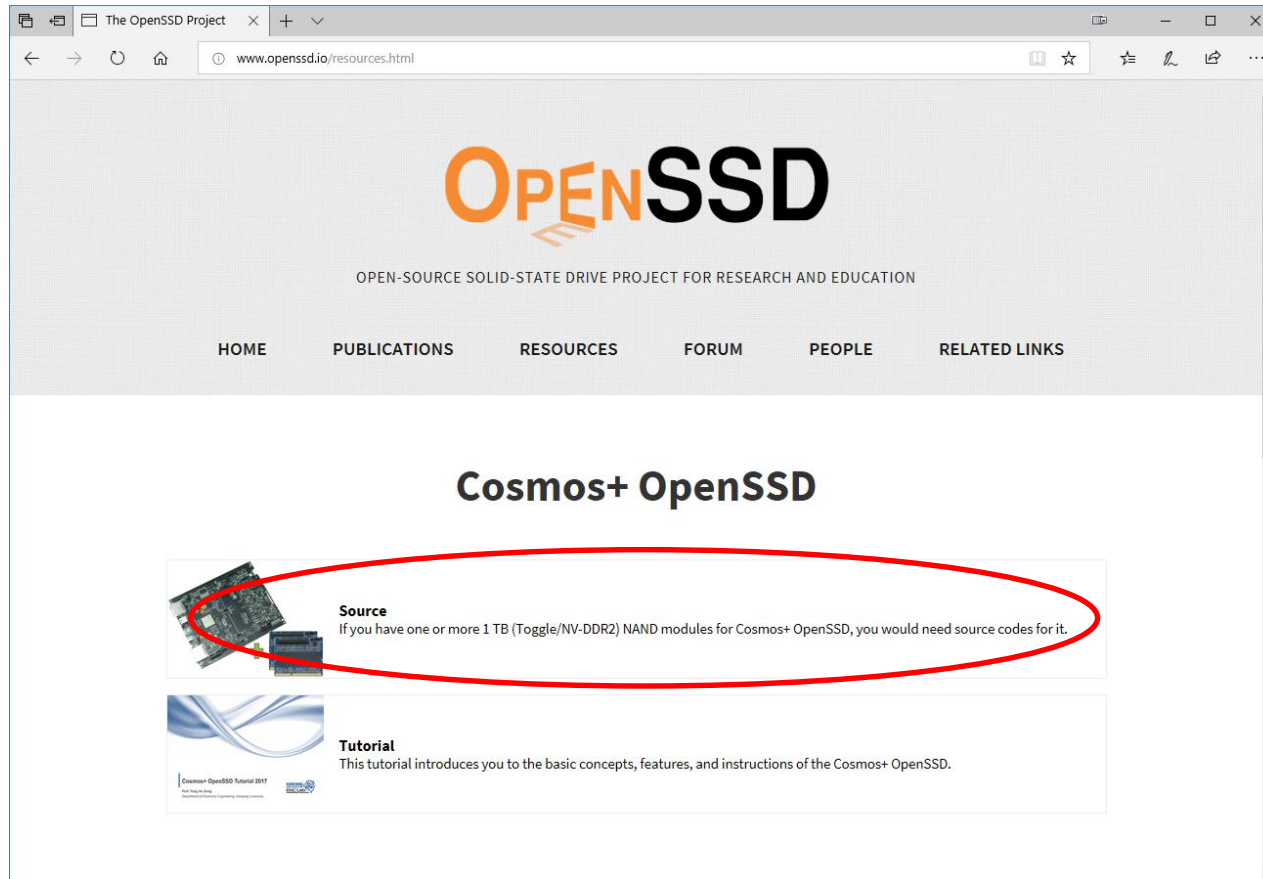 The OpenSSD Project
www.openssd.io/resources.html
OPENSSD
OPEN-SOURCE SOLID-STATE DRIVE PROJECT FOR RESEARCH AND EDUCATION
HOME PUBLICATIONS RESOURCES FORUM PEOPLE RELATED LINKS
Cosmos+ OpenSSD
Source
If you have one or more 1 TB (Toggle/NV-DDR2) NAND modules for Cosmos+ OpenSSD, you would need source codes for it.
Tutorial
This tutorial introduces you to the basic concepts, features, and instructions of the Cosmos+ OpenSSD.
Cosmos+ OpenSSD Tutorial 2017